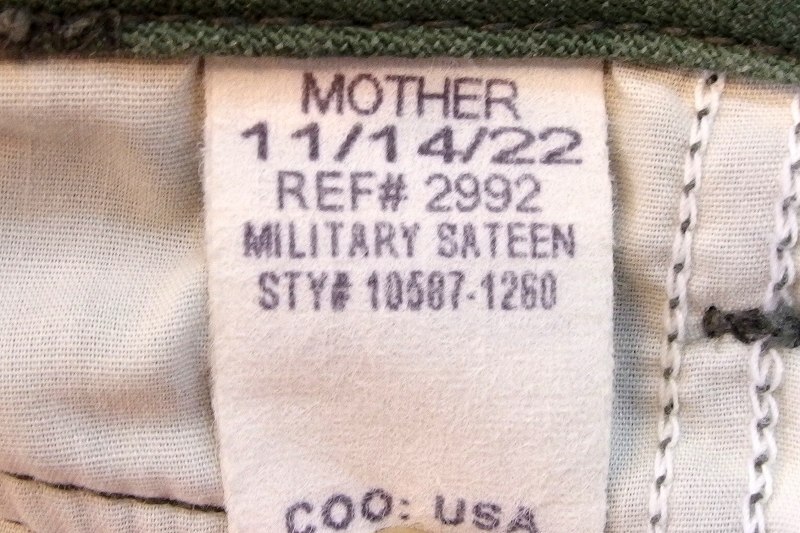 MOTHER
11/14/22
REF# 2992
MILITARY SATEEN
STY# 10587-1260
COO: USA